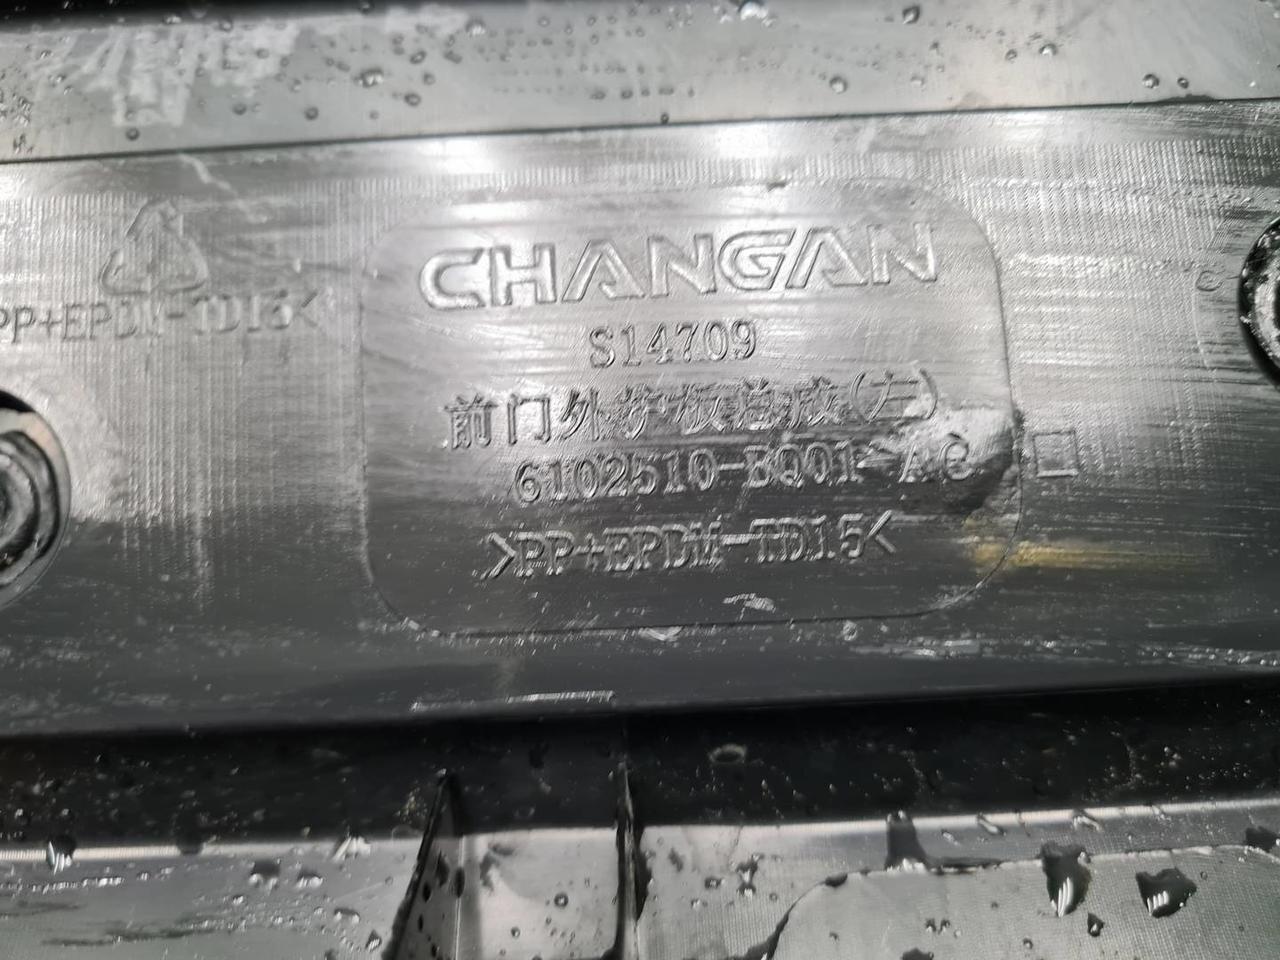 CHANGAN
S14709
前门外护板总成(左)
6102510-BQ01-AC
>PP+EPDM-TD15<
PP+EPDM-TD15<